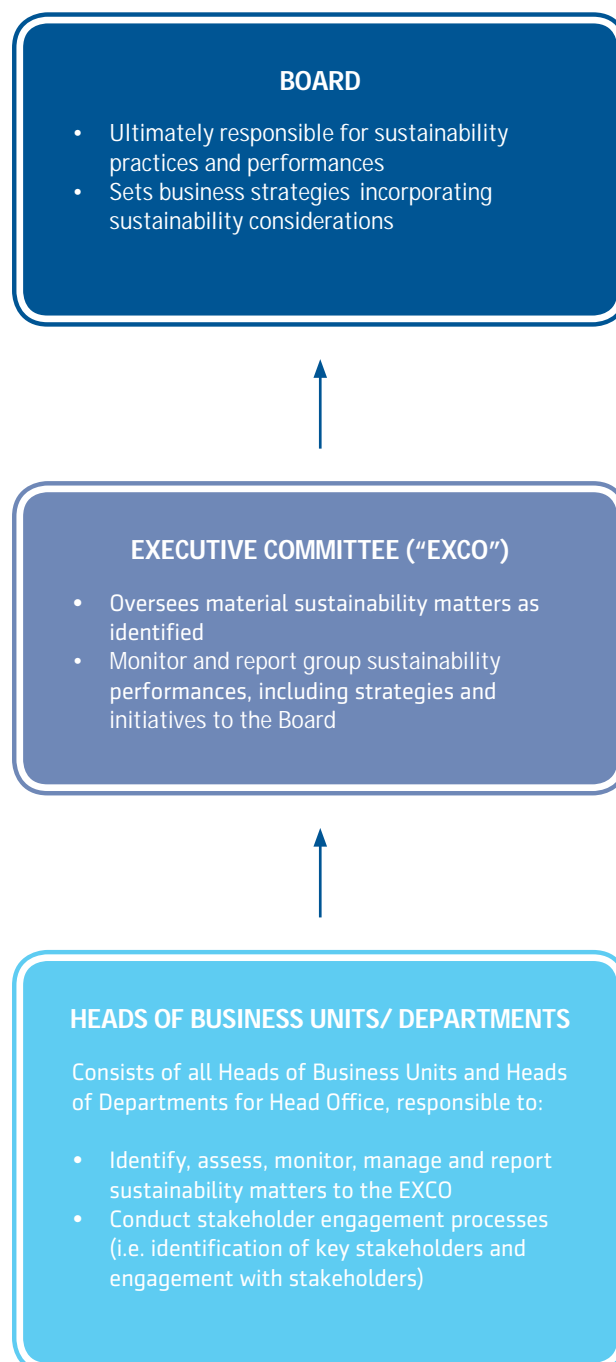 BOARD
• Ultimately responsible for sustainability
practices and performances
• Sets business strategies incorporating
sustainability considerations
EXECUTIVE COMMITTEE (“EXCO”)
• Oversees material sustainability matters as
identified
• Monitor and report group sustainability
performances, including strategies and
initiatives to the Board
HEADS OF BUSINESS UNITS/ DEPARTMENTS
Consists of all Heads of Business Units and Heads
of Departments for Head Office, responsible to:
• Identify, assess, monitor, manage and report
sustainability matters to the EXCO
• Conduct stakeholder engagement processes
(i.e. identification of key stakeholders and
engagement with stakeholders)